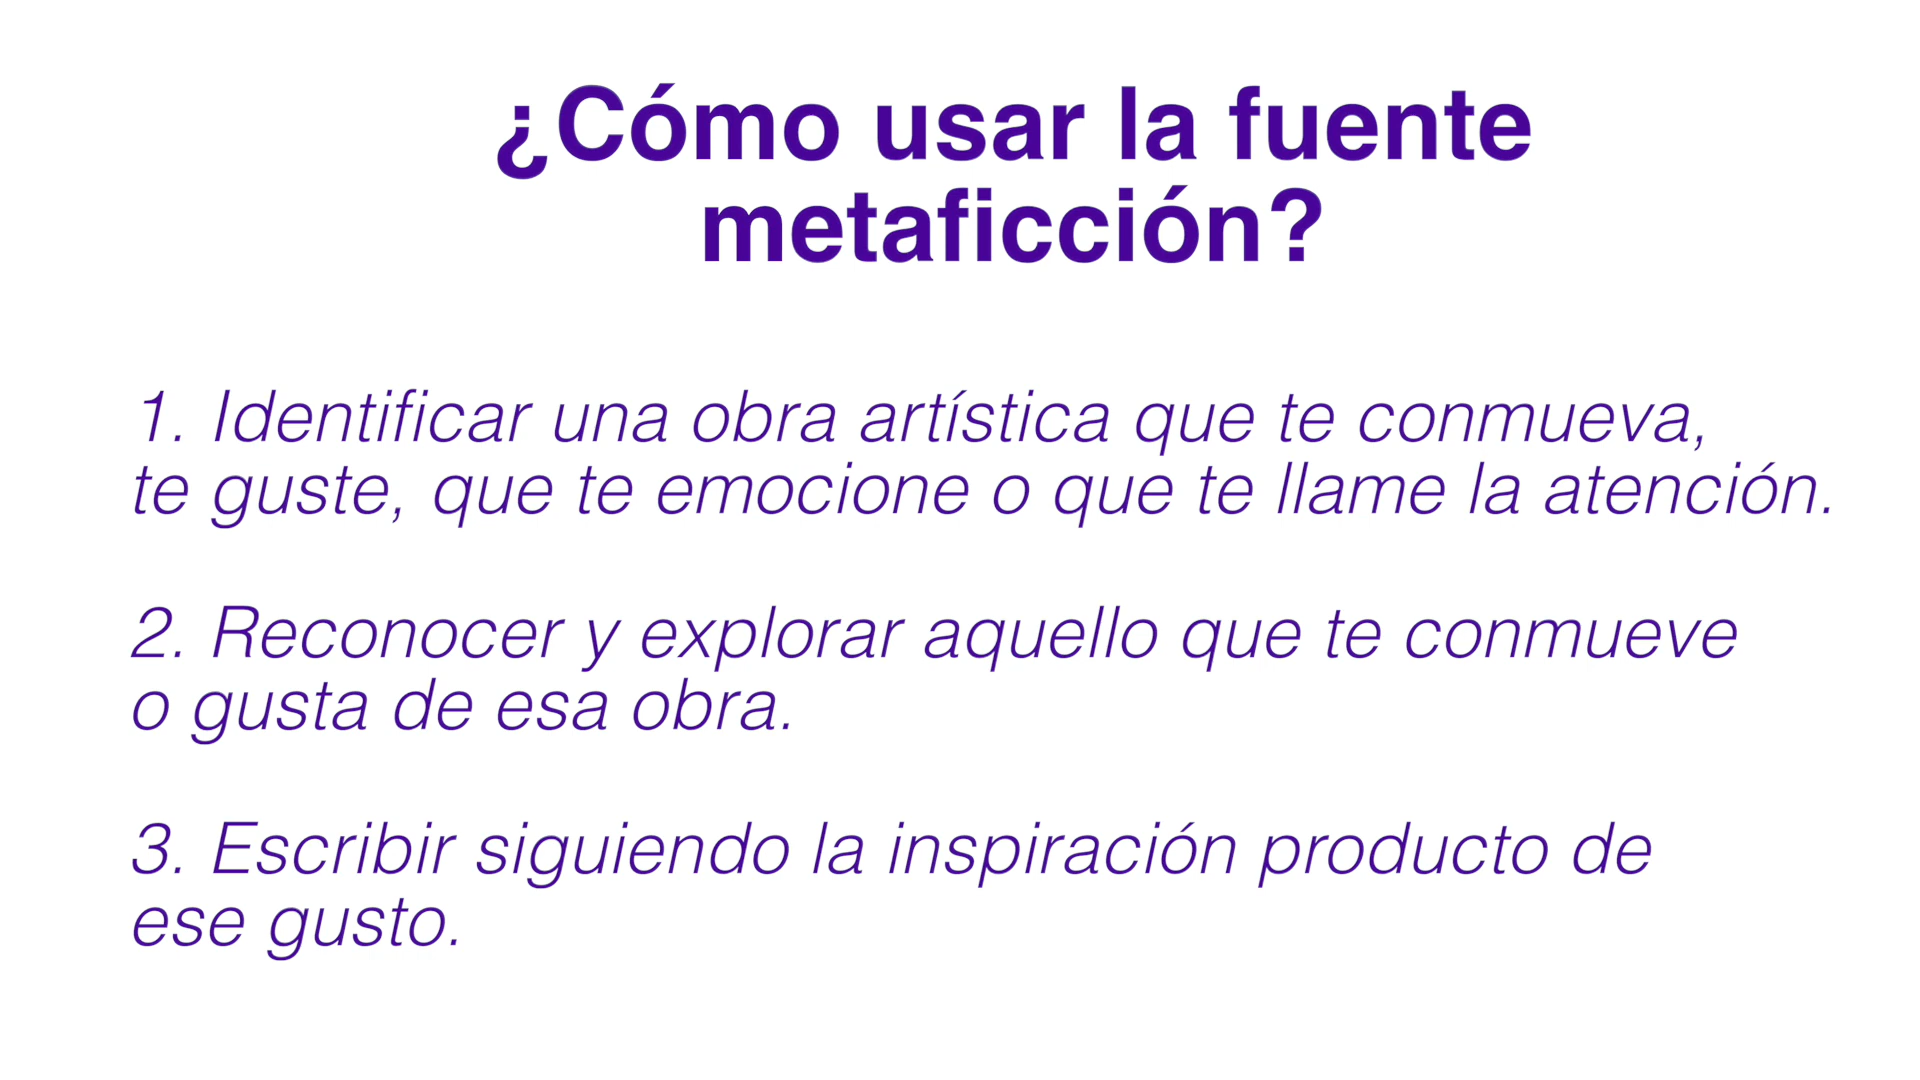 ¿Cómo usar la fuente
metaficción?
1. Identificar una obra artística que te conmueva,
te guste, que te emocione o que te llame la atención.
2. Reconocer y explorar aquello que te conmueve
o gusta de esa obra.
3. Escribir siguiendo la inspiración producto de
ese gusto.